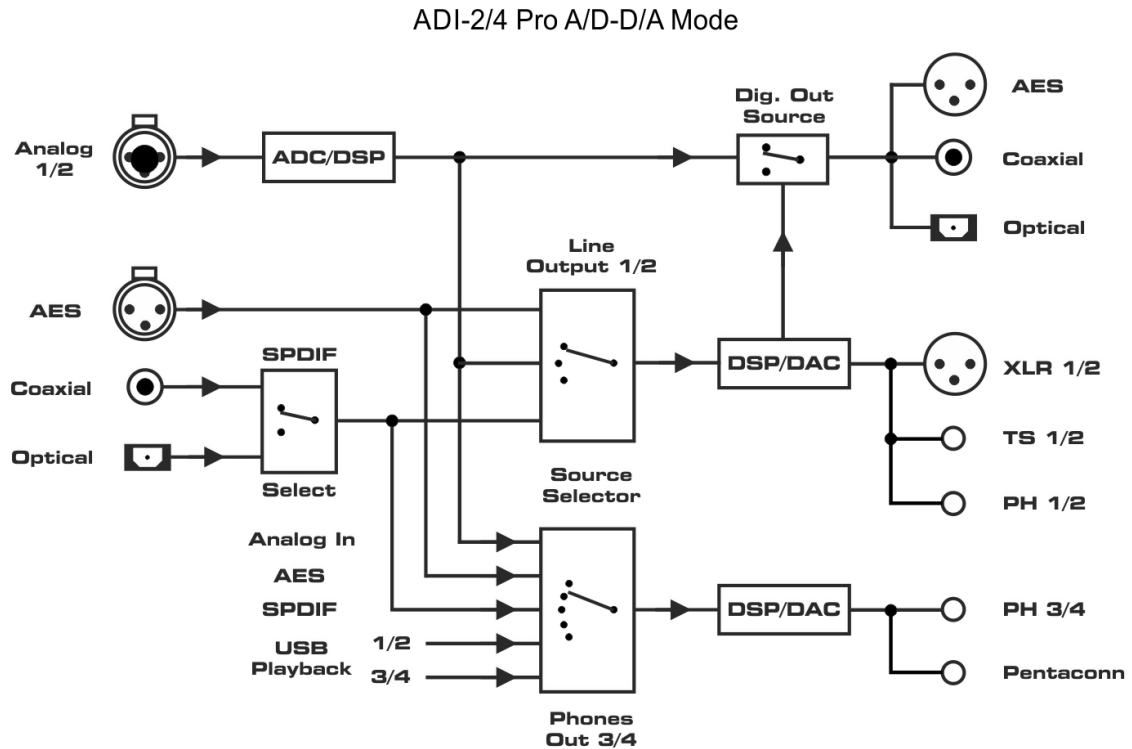 ADI-2/4 Pro A/D-D/A Mode
Analog
1/2
ADC/DSP
Dig. Out
Source
AES
Coaxial
Optical
AES
Line
Output 1/2
Coaxial
SPDIF
Optical
Select
DSP/DAC
XLR 1/2
TS 1/2
PH 1/2
Source
Selector
Analog In
AES
SPDIF
USB
Playback
1/2
3/4
DSP/DAC
PH 3/4
Pentaconn
Phones
Out 3/4